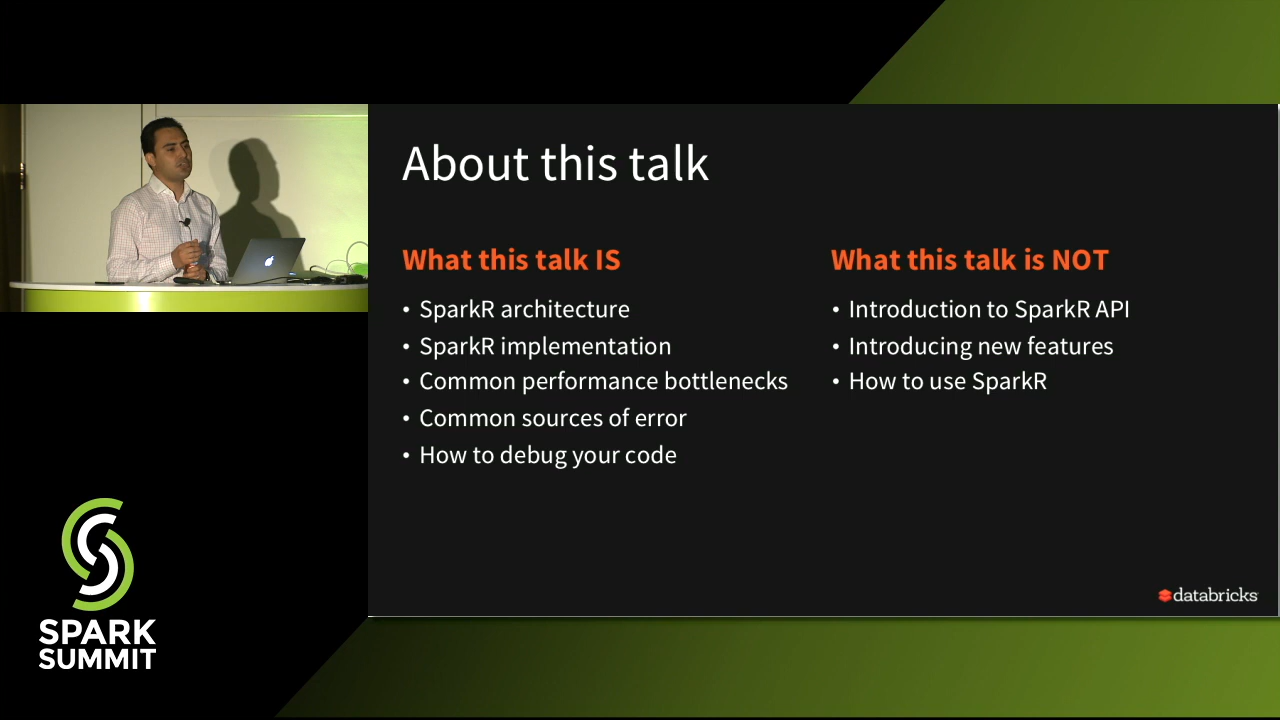 About this talk
What this talk IS
• SparkR architecture
• SparkR implementation
• Common performance bottlenecks
• Common sources of error
• How to debug your code
What this talk is NOT
• Introduction to SparkR API
• Introducing new features
• How to use SparkR
databricks
SPARK
SUMMIT